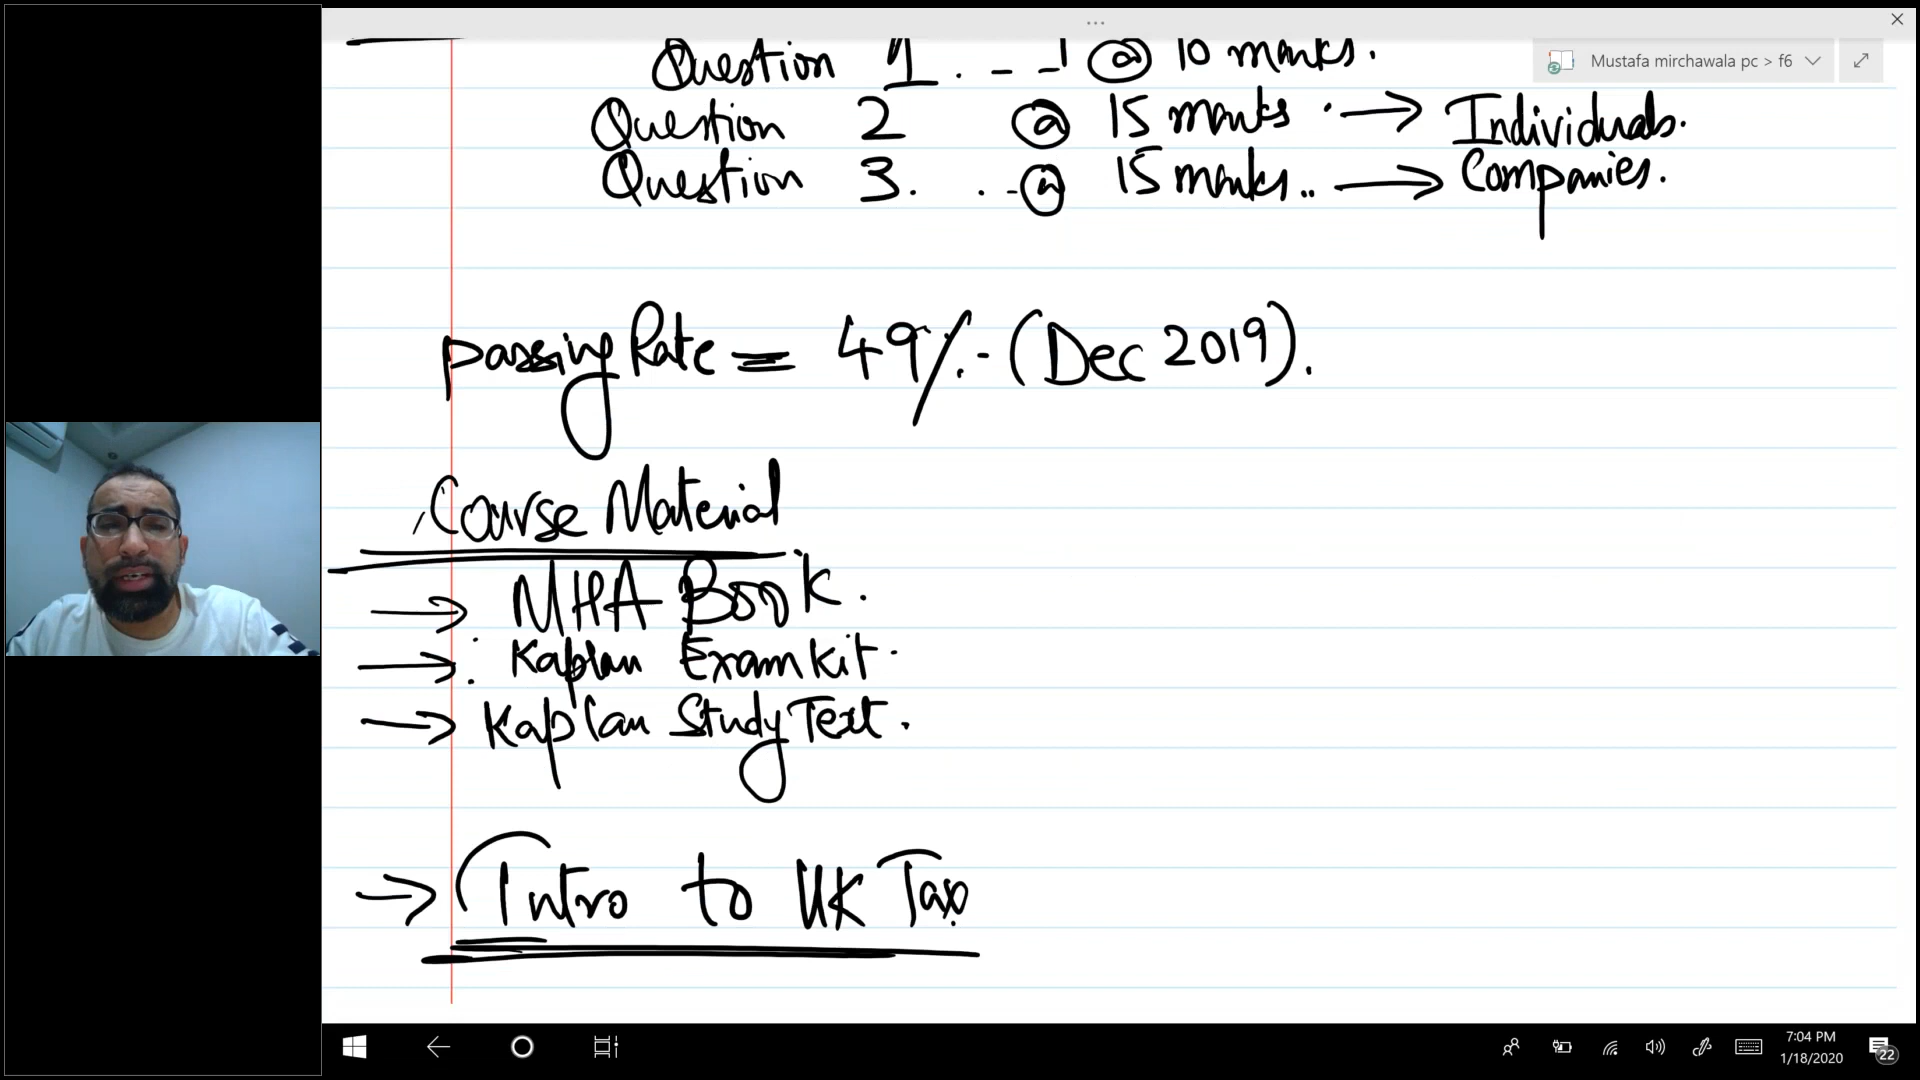 Question 1. - - @ 10 marks.
Mustafa mirchawala pc > f6
Question 2 @ 15 marks. → Individuals.
Question 3. . - @ 15 marks.. → Companies.
Passing Rate = 49%. (Dec 2019).
Course Material
→ MHA Book.
→ Kaplan Exam Kit.
→ Kaplan Study Text.
→ Intro to UK Tax
7:04 PM
1/18/2020
22